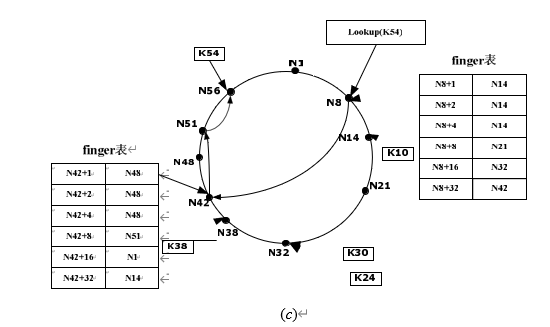 Lookup(K54)
K54
N1
finger表
N56
N8
N8+1 N14
N8+2 N14
N8+4 N14
N8+8 N21
N8+16 N32
N8+32 N42
N51
N14
K10
finger表
N48
N21
N42+1 N48
N42+2 N48
N42+4 N48
N42+8 N51
N42+16 N1
N42+32 N14
N42
N38
K38
N32
K30
K24
(c)